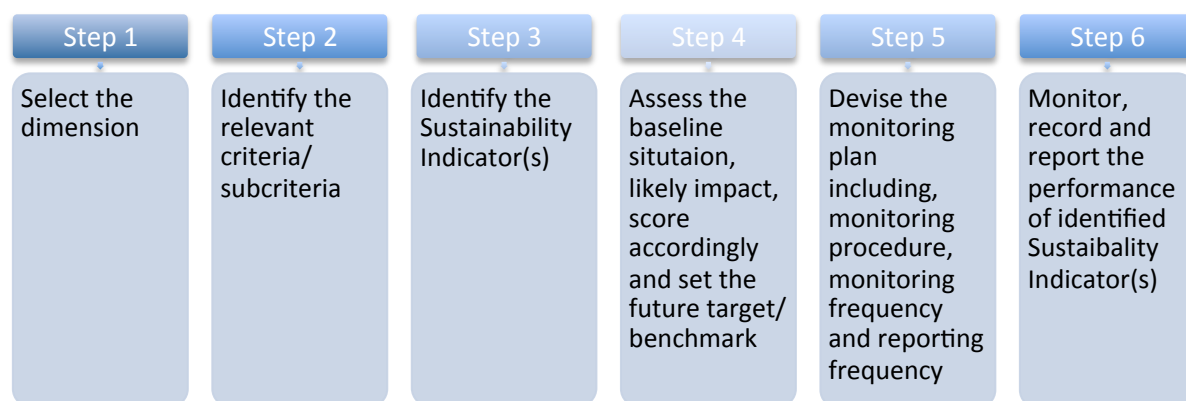 Step 1
Select the
dimension
Step 2
Identify the
relevant
criteria/
subcriteria
Step 3
Identify the
Sustainability
Indicator(s)
Step 4
Assess the
baseline
situtaion,
likely impact,
score
accordingly
and set the
future target/
benchmark
Step 5
Devise the
monitoring
plan
including,
monitoring
procedure,
monitoring
frequency
and reporting
frequency
Step 6
Monitor,
record and
report the
performance
of identified
Sustaibality
Indicator(s)